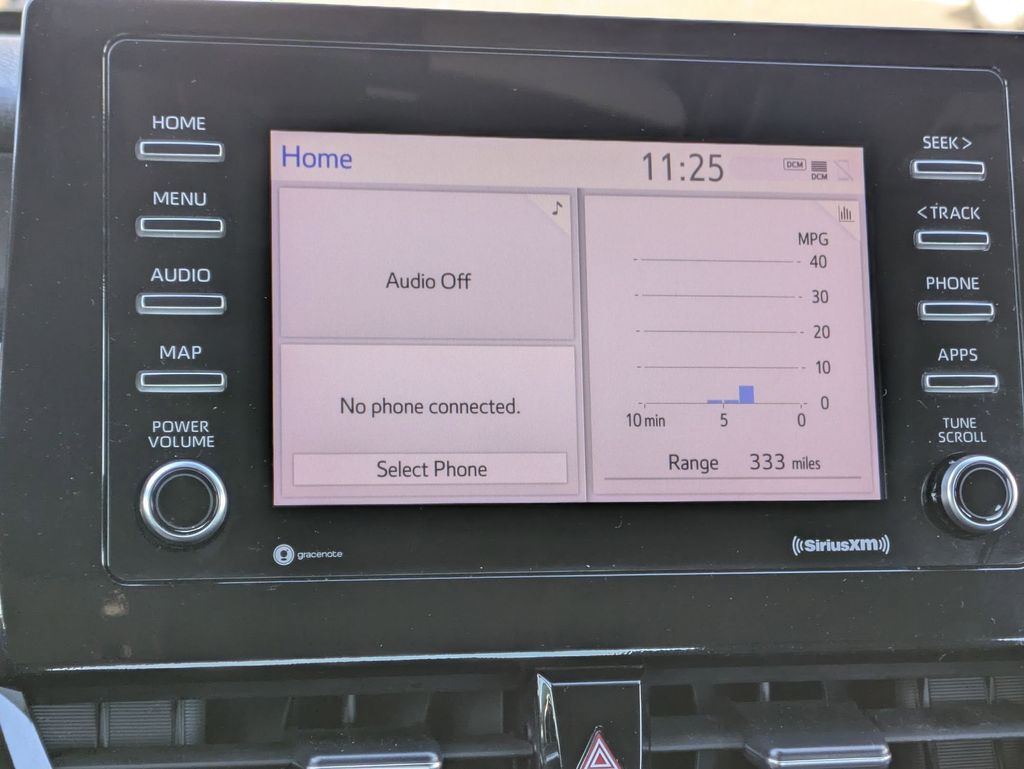 HOME
MENU
AUDIO
MAP
POWER
VOLUME
Home
11:25
DCM
DCM
Audio Off
No phone connected.
Select Phone
MPG
40
30
20
10
0
10 min 5 0
Range 333 miles
SEEK >
< TRACK
PHONE
APPS
TUNE
SCROLL
gracenote
SiriusXM